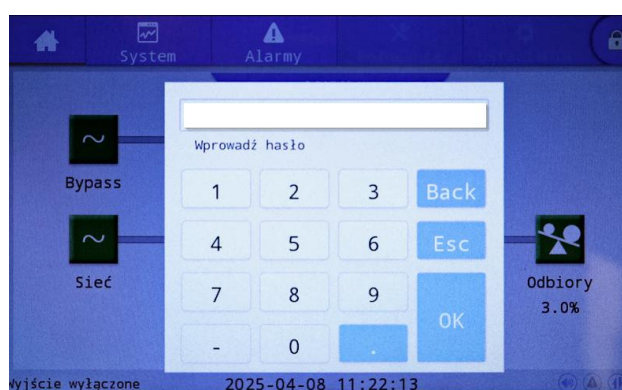 System
Alarmy
Wprowadź hasło
Bypass
1 2 3 Back
4 5 6 Esc
Sieć
Odbiory
7 8 9
3.0%
OK
- 0 .
Wyjście wyłączone 2025-04-08 11:22:13